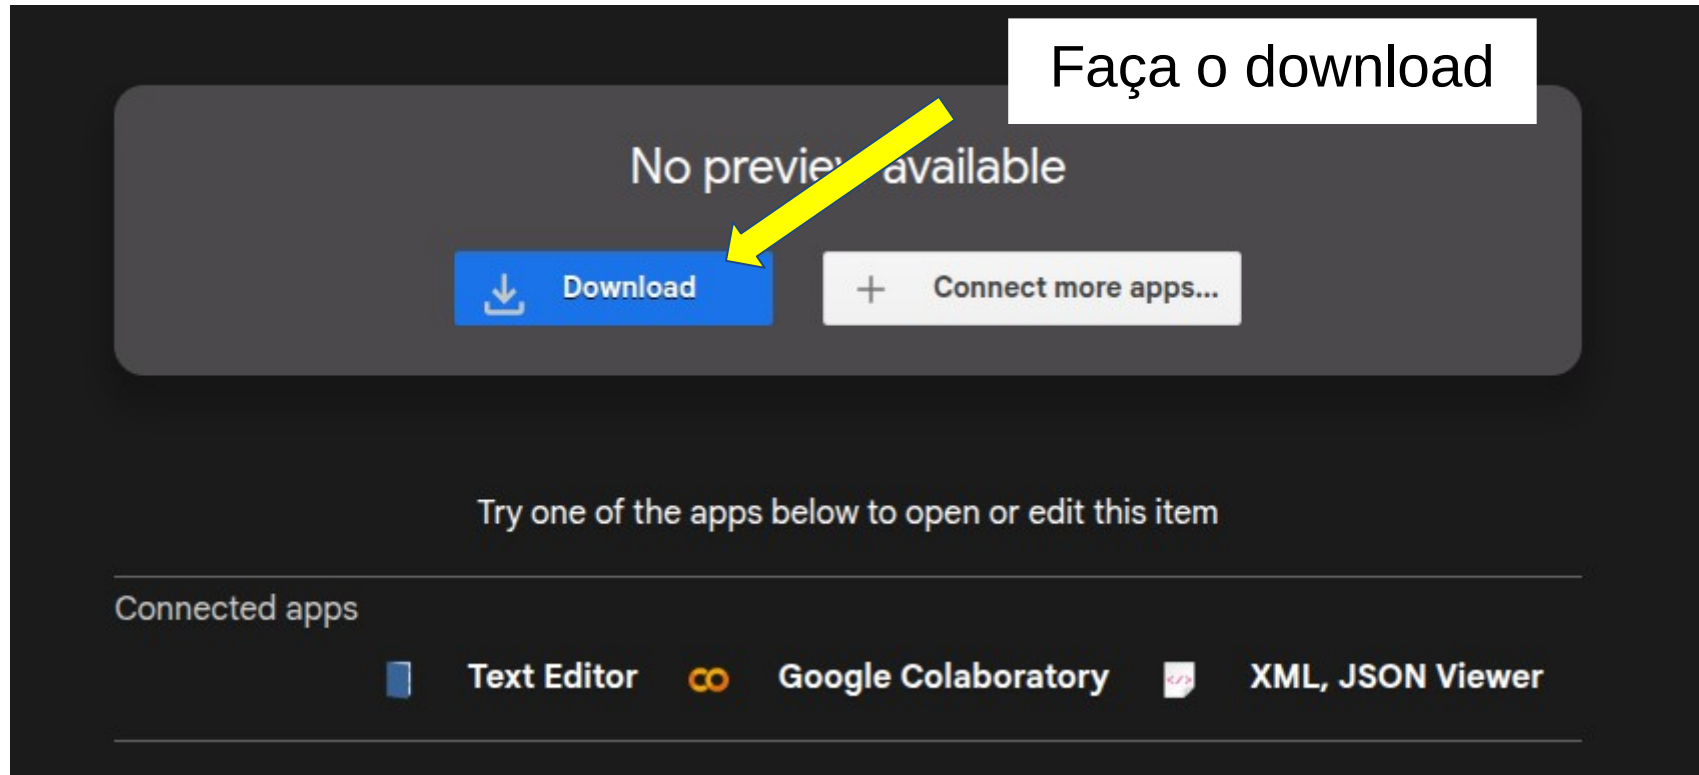 Faça o download
No preview available
Download
Connect more apps...
Try one of the apps below to open or edit this item
Connected apps
Text Editor
Google Colaboratory
XML, JSON Viewer